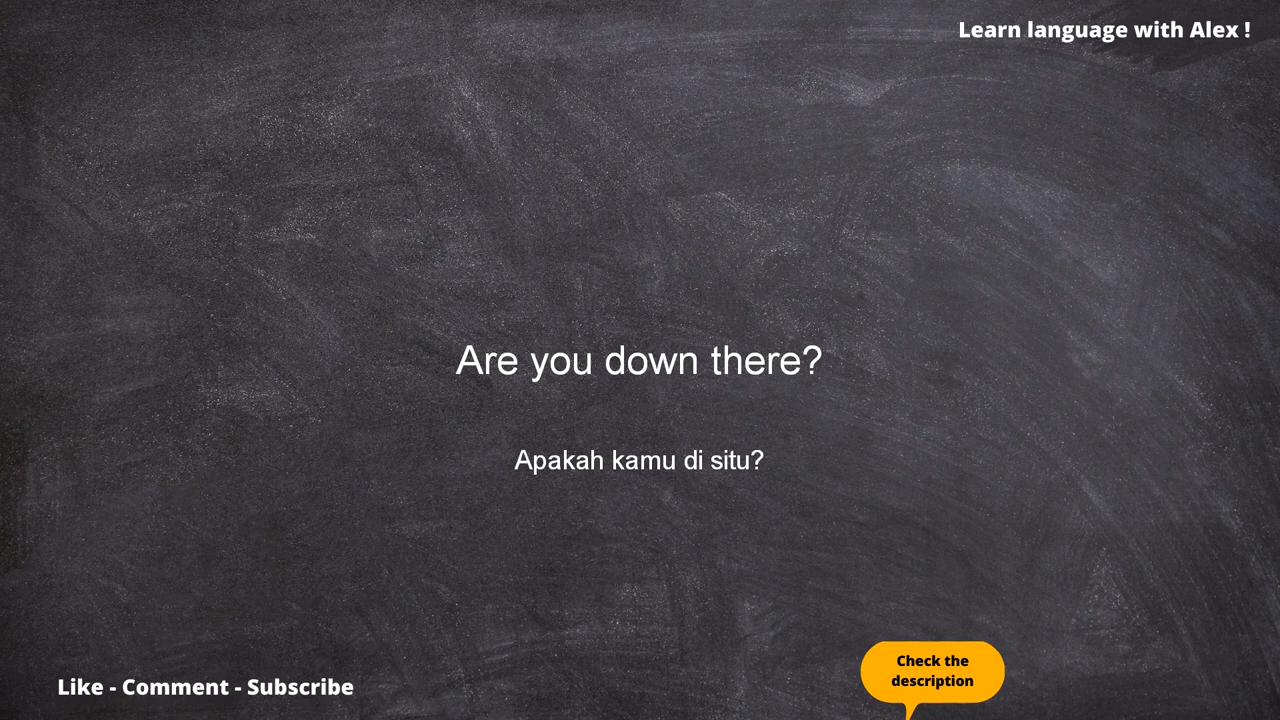 Learn language with Alex !
Are you down there?
Apakah kamu di situ?
Like - Comment - Subscribe
Check the
description